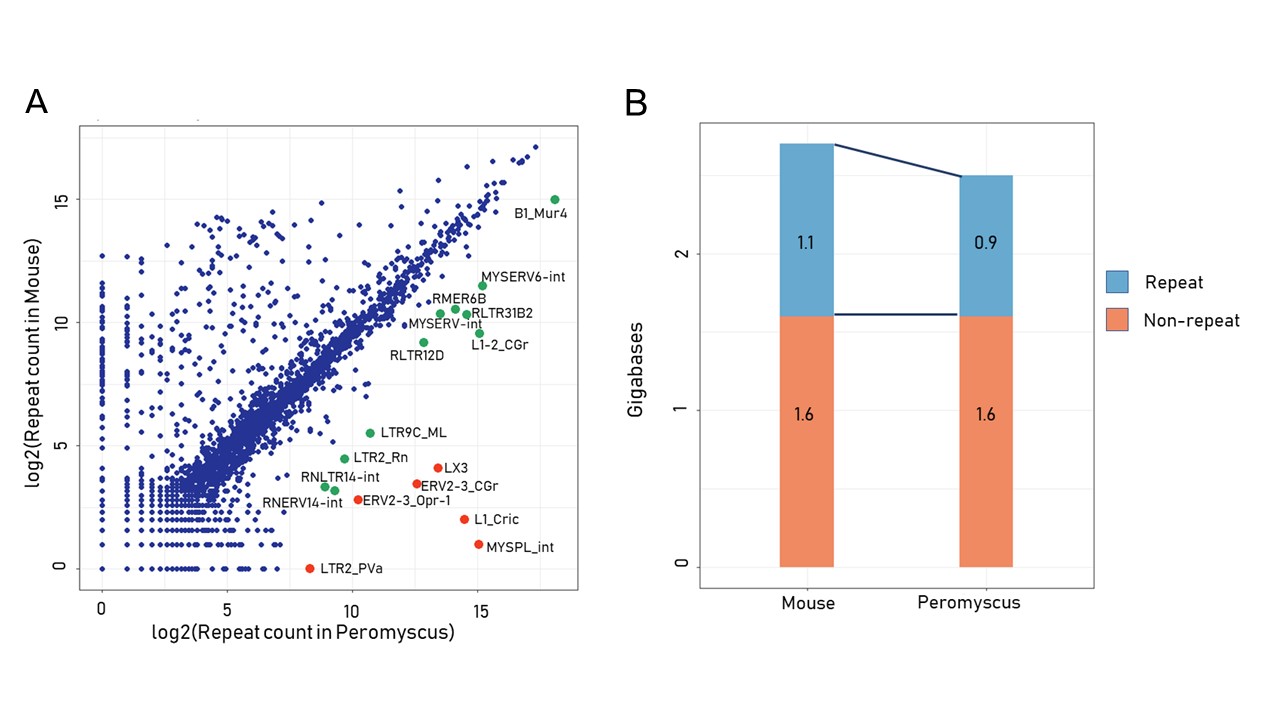 A
B
log2(Repeat count in Mouse)
15
10
5
0
B1_Mur4
MYSERV6-int
RMER6B
RLTR31B2
MYSERV-int
L1-2_CGr
RLTR12D
LTR9C_ML
LTR2_Rn
LX3
RNLTR14-int
ERV2-3_CGr
RNERV14-int
ERV2-3_Opr-1
L1_Cric
MYSPL_int
LTR2_PVa
0
5
10
15
log2(Repeat count in Peromyscus)
Gigabases
2
1
0
1.1
0.9
1.6
1.6
Mouse
Peromyscus
Repeat
Non-repeat